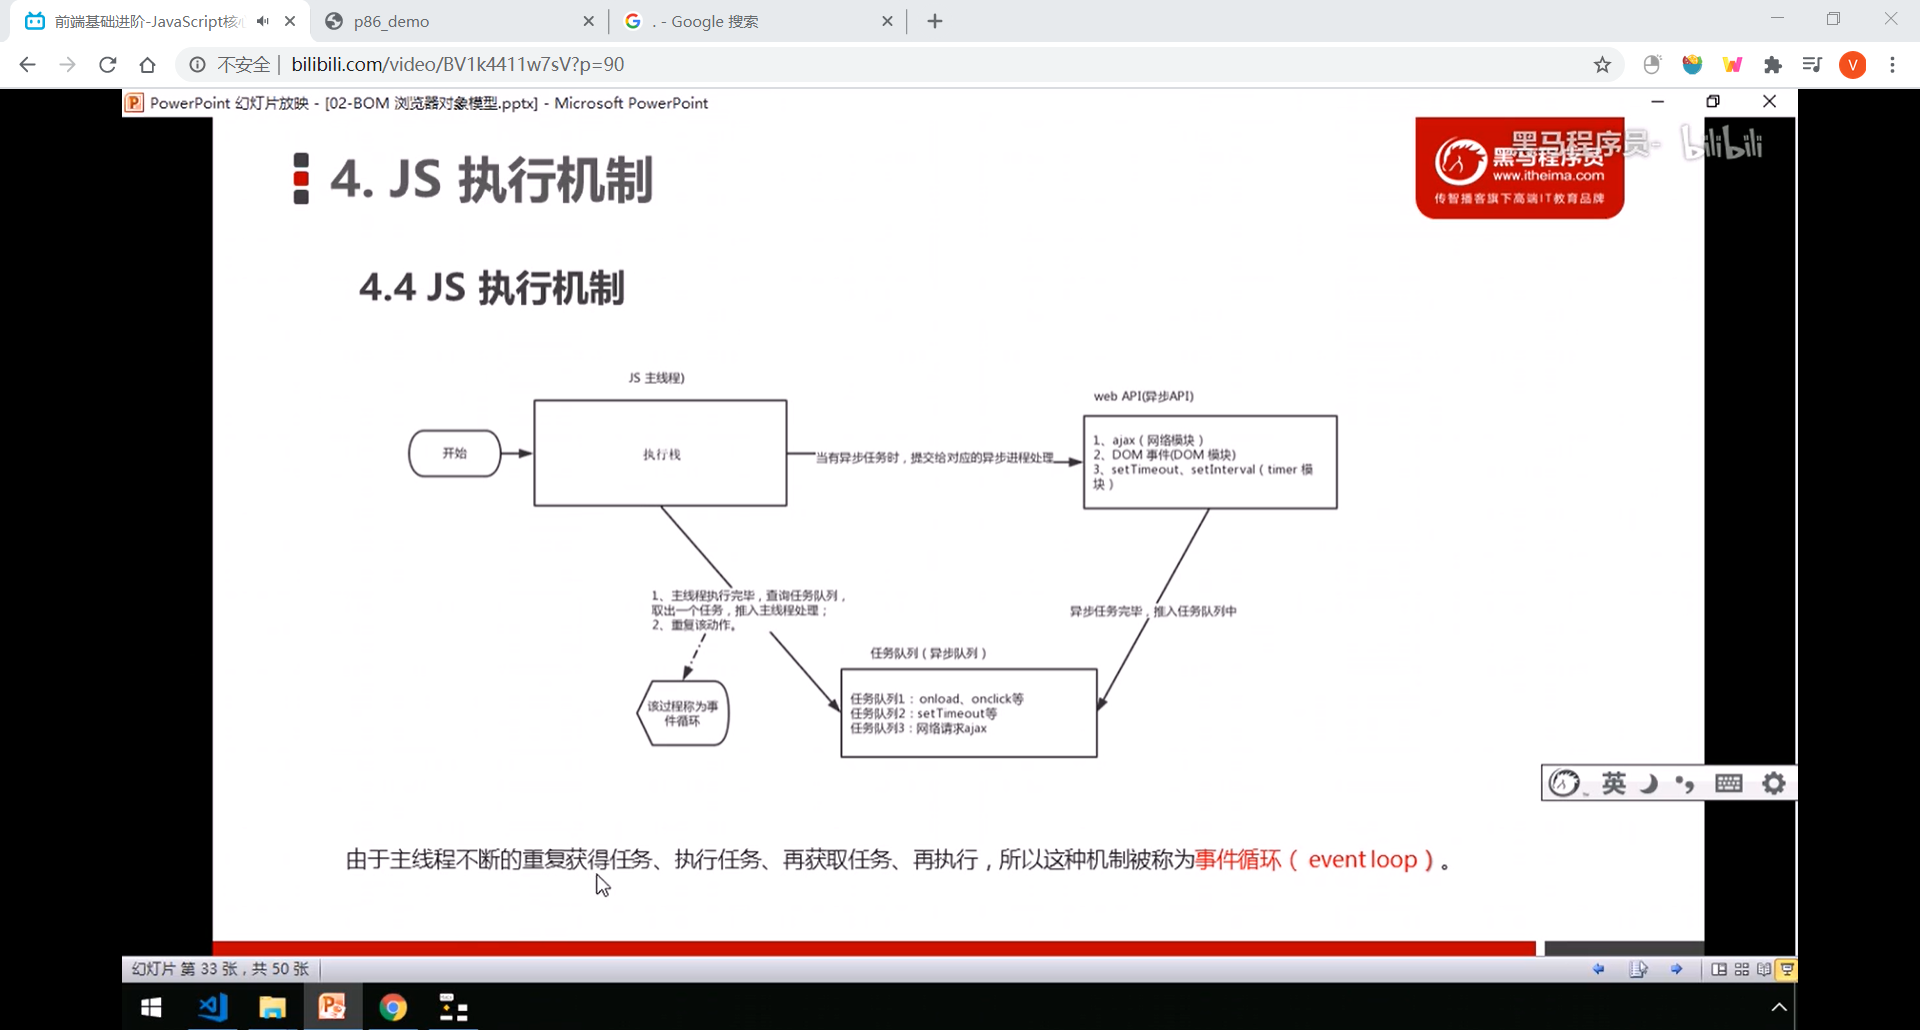 前端基础进阶-JavaScript核心
p86_demo
. - Google 搜索
不安全 | bilibili.com/video/BV1k4411w7sV?p=90
V
PowerPoint 幻灯片放映 - [02-BOM 浏览器对象模型.pptx] - Microsoft PowerPoint
4. JS 执行机制
黑马程序员- bilibili
黑马程序员
www.itheima.com
传智播客旗下高端IT教育品牌
4.4 JS 执行机制
JS 主线程)
web API(异步API)
开始
执行栈
当有异步任务时，提交给对应的异步进程处理
1、ajax（网络模块）
2、DOM 事件(DOM 模块)
3、setTimeout、setInterval（timer 模
块）
1、主线程执行完毕，查询任务队列，
取出一个任务，推入主线程处理；
2、重复该动作。
异步任务完毕，推入任务队列中
任务队列（异步队列）
该过程称为事
件循环
任务队列1：onload、onclick等
任务队列2：setTimeout等
任务队列3：网络请求ajax
英
由于主线程不断的重复获得任务、执行任务、再获取任务、再执行，所以这种机制被称为事件循环（ event loop）。
幻灯片 第 33 张，共 50 张